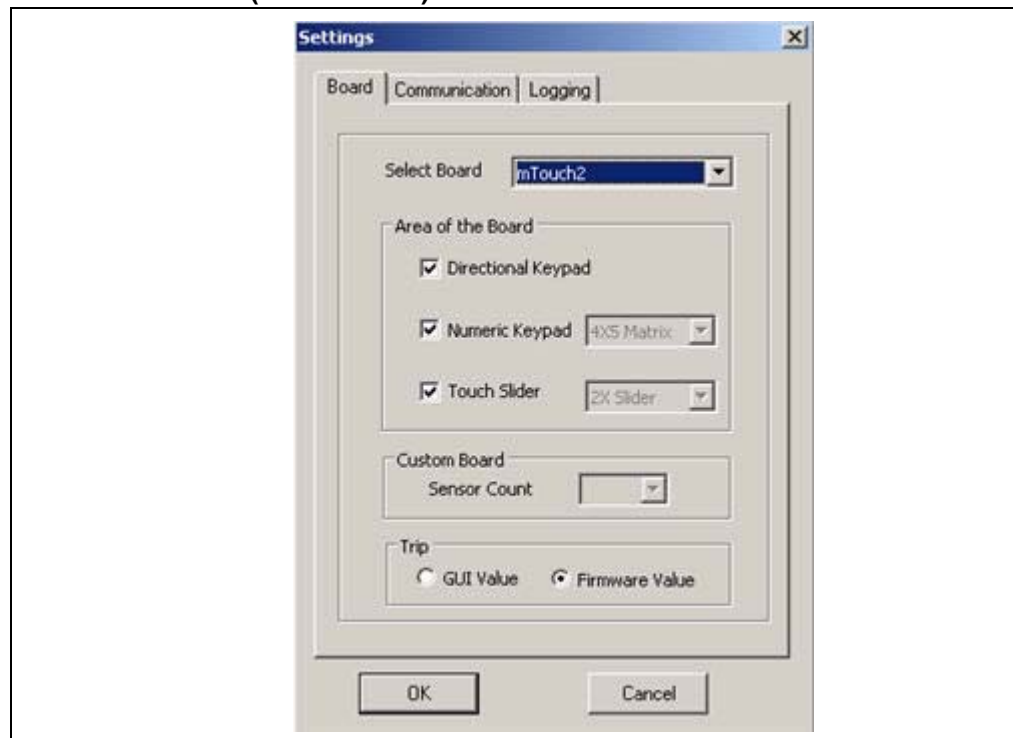 Settings
Board Communication Logging
Select Board mTouch2
Area of the Board
Directional Keypad
Numeric Keypad 4X5 Matrix
Touch Slider 2X Slider
Custom Board
Sensor Count
Trip
GUI Value Firmware Value
OK Cancel